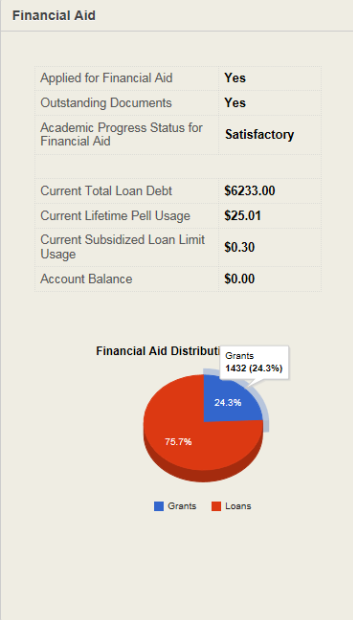 Financial Aid
Applied for Financial Aid Yes
Outstanding Documents Yes
Academic Progress Status for
Financial Aid Satisfactory
Current Total Loan Debt $6233.00
Current Lifetime Pell Usage $25.01
Current Subsidized Loan Limit
Usage $0.30
Account Balance $0.00
Financial Aid Distributi
Grants
1432 (24.3%)
24.3%
75.7%
Grants Loans